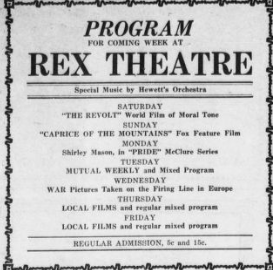 PROGRAM
FOR COMING WEEK AT
REX THEATRE
Special Music by Hewett's Orchestra
SATURDAY
"THE REVOLT" World Film of Moral Tone
SUNDAY
"CAPRICE OF THE MOUNTAINS" Fox Feature Film
MONDAY
Shirley Mason, in "PRIDE" McClure Series
TUESDAY
MUTUAL WEEKLY and Mixed Program
WEDNESDAY
WAR Pictures Taken on the Firing Line in Europe
THURSDAY
LOCAL FILMS and regular mixed program
FRIDAY
LOCAL FILMS and regular mixed program
REGULAR ADMISSION, 5c and 15c.